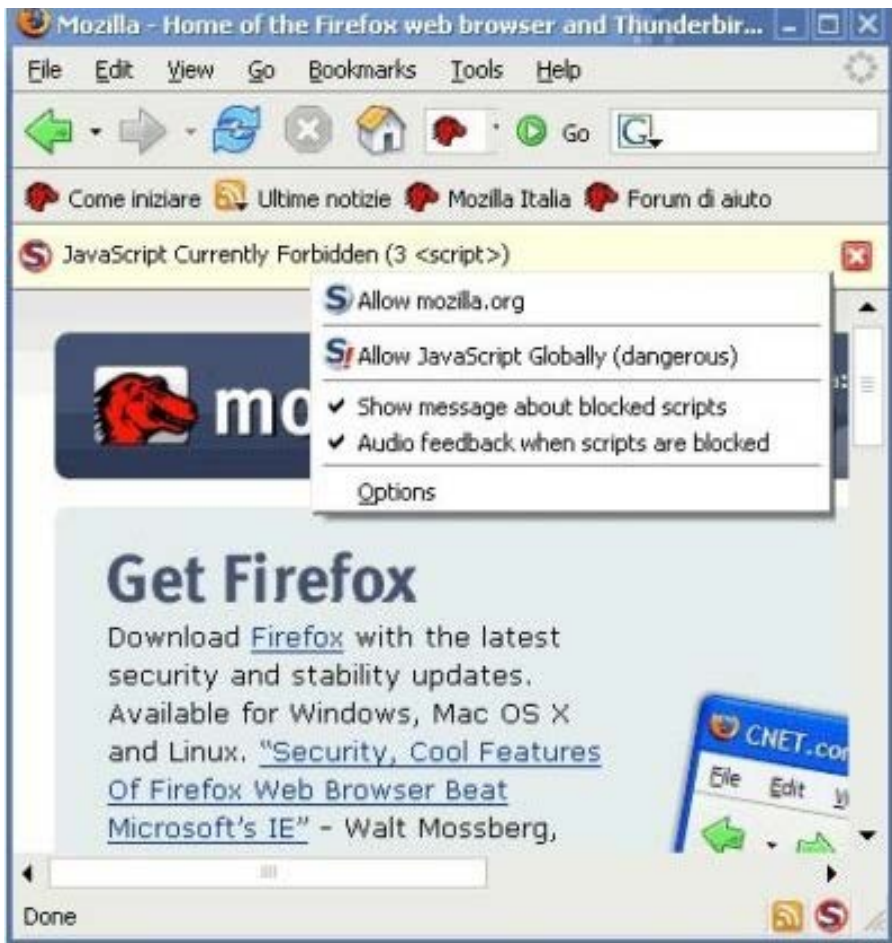 Mozilla - Home of the Firefox web browser and Thunderbir...
File Edit View Go Bookmarks Tools Help
Go G
Come iniziare Ultime notizie Mozilla Italia Forum di aiuto
S JavaScript Currently Forbidden (3 <script>)
S Allow mozilla.org
S! Allow JavaScript Globally (dangerous)
✓ Show message about blocked scripts
✓ Audio feedback when scripts are blocked
Options
mo
Get Firefox
Download Firefox with the latest
security and stability updates.
Available for Windows, Mac OS X
and Linux. "Security, Cool Features
Of Firefox Web Browser Beat
Microsoft's IE" - Walt Mossberg,
CNET.co
File Edit
Done S